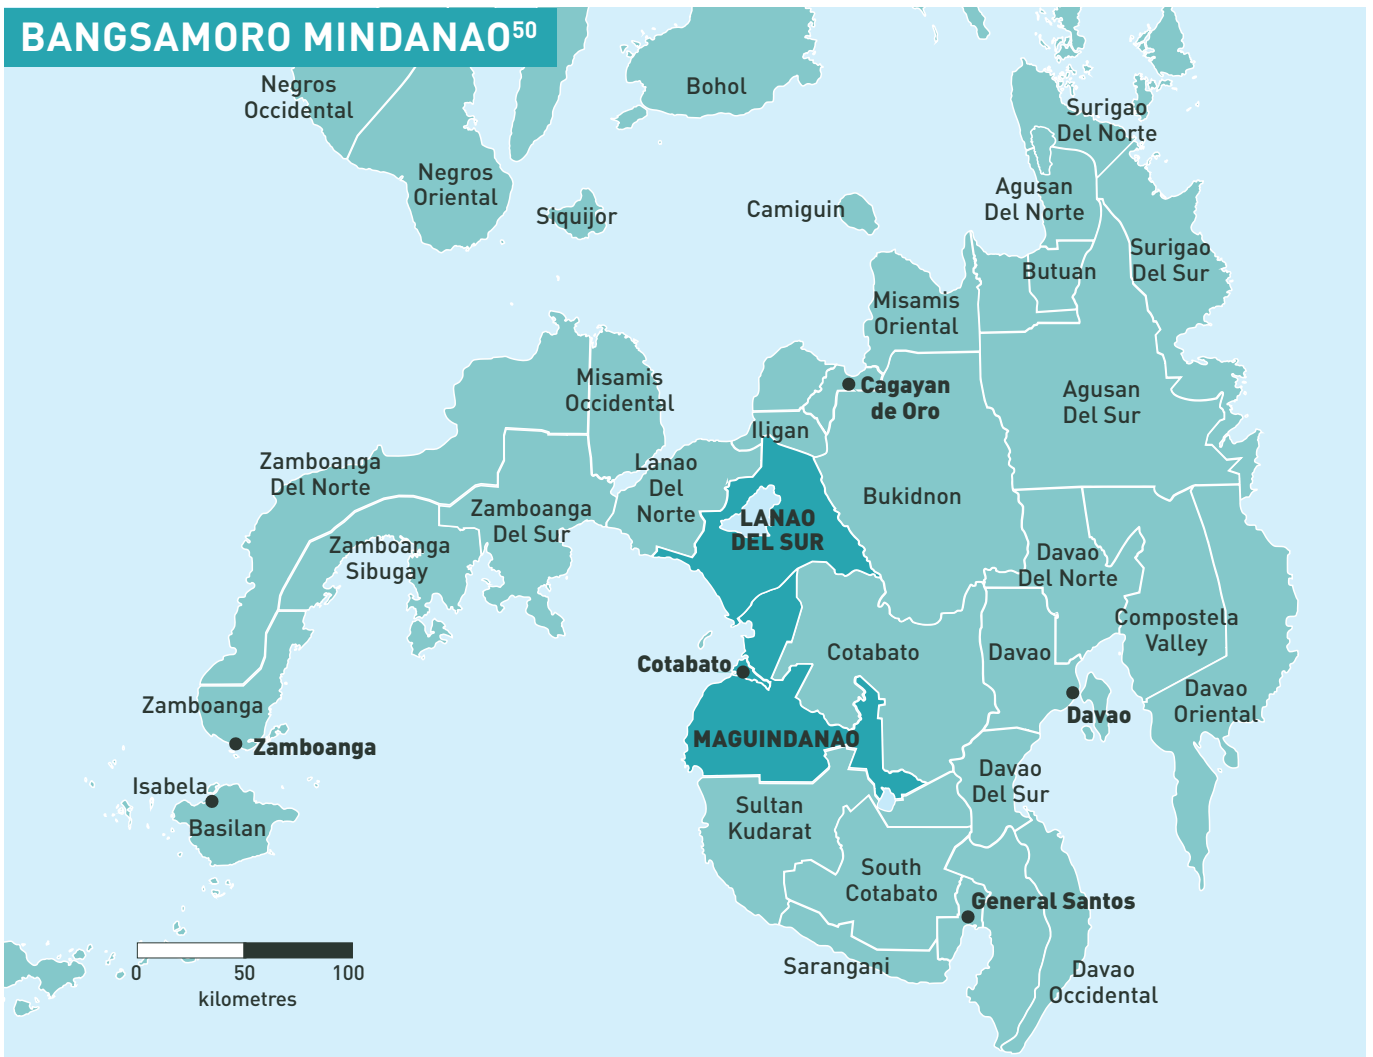 BANGSAMORO MINDANAO50
Negros
Occidental
Bohol
Surigao
Del Norte
Negros
Oriental
Siquijor
Camiguin
Agusan
Del Norte
Surigao
Del Sur
Butuan
Misamis
Oriental
Misamis
Occidental
Cagayan
de Oro
Agusan
Del Sur
Iligan
Zamboanga
Del Norte
Lanao
Del
Norte
Bukidnon
Zamboanga
Del Sur
LANAO
DEL SUR
Zamboanga
Sibugay
Davao
Del Norte
Compostela
Valley
Cotabato
Cotabato
Davao
Zamboanga
Davao
Oriental
Davao
Zamboanga
MAGUINDANAO
Isabela
Basilan
Davao
Del Sur
Sultan
Kudarat
South
Cotabato
General Santos
Sarangani
Davao
Occidental
0 50 100
kilometres